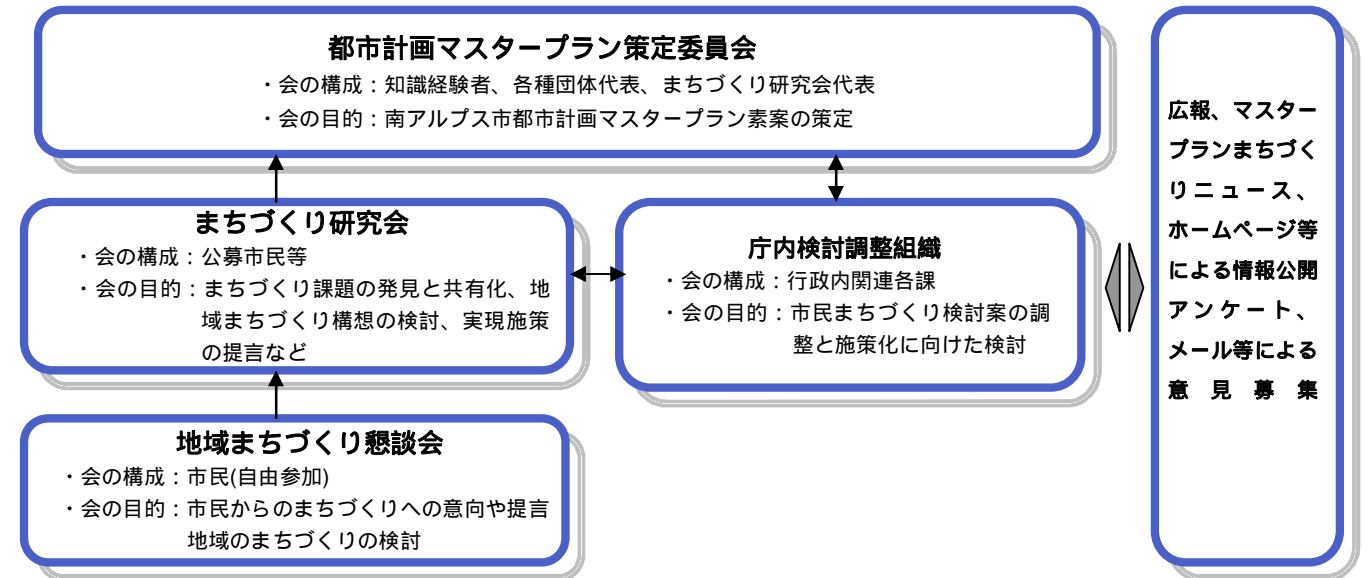 都市計画マスタープラン策定委員会
・会の構成：知識経験者、各種団体代表、まちづくり研究会代表
・会の目的：南アルプス市都市計画マスタープラン素案の策定
まちづくり研究会
・会の構成：公募市民等
・会の目的：まちづくり課題の発見と共有化、地
域まちづくり構想の検討、実現施策
の提言など
庁内検討調整組織
・会の構成：行政内関連各課
・会の目的：市民まちづくり検討案の調
整と施策化に向けた検討
地域まちづくり懇談会
・会の構成：市民(自由参加)
・会の目的：市民からのまちづくりへの意向や提言
地域のまちづくりの検討
広報、マスター
プランまちづく
りニュース、
ホームページ等
による情報公開
アンケート、
メール等による
意見募集